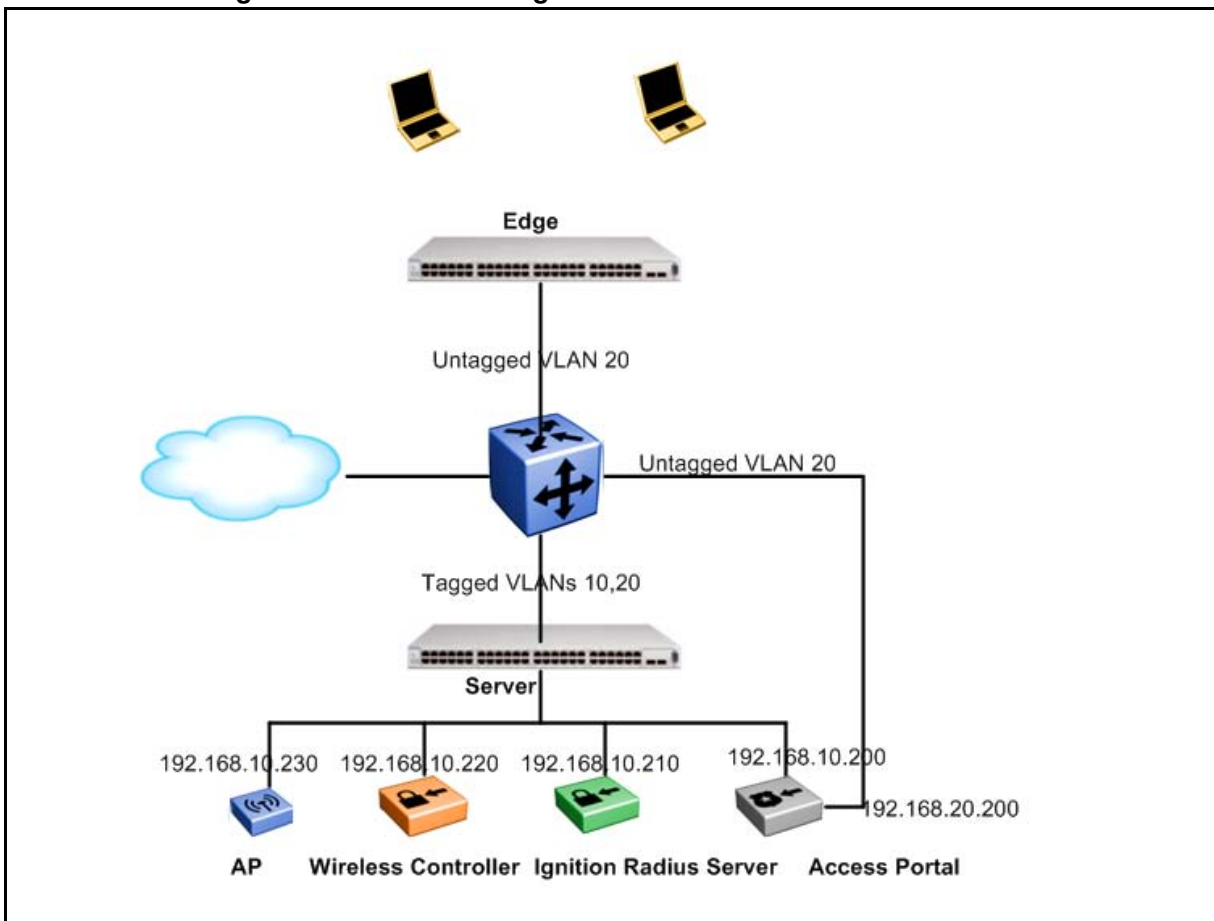 Edge
Untagged VLAN 20
Untagged VLAN 20
Tagged VLANs 10,20
Server
192.168.10.230
192.168.10.220
192.168.10.210
192.168.10.200
192.168.20.200
AP
Wireless Controller
Ignition Radius Server
Access Portal